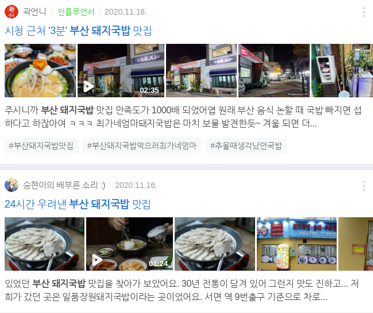 곽언니 인플루언서 2020.11.18.
시청 근처 '3분' 부산 돼지국밥 맛집
02:35
주시니까 부산 돼지국밥 맛집 만족도가 1000배 되었어엽 원래 부산 음식 논할 때 국밥 빠지면 섭
하다고 하잖아여 ㅋㅋㅋ 최가네엄마돼지국밥은 마치 보물 발견한듯~ 겨울 되면 더...
#부산돼지국밥맛집 #부산돼지국밥먹으러최가네엄마 #추울때생각났던국밥
승현이의 배부른 소리 :) 2020.11.16.
24시간 우려낸 부산 돼지국밥 맛집
01:24
있었던 부산 돼지국밥 맛집을 찾아가 보았어요. 30년 전통이 담겨 있어 그런지 맛도 진하고... 저
희가 갔던 곳은 일품장원돼지국밥이라는 곳이었어요. 서면 역 9번출구 기준으로 차로...